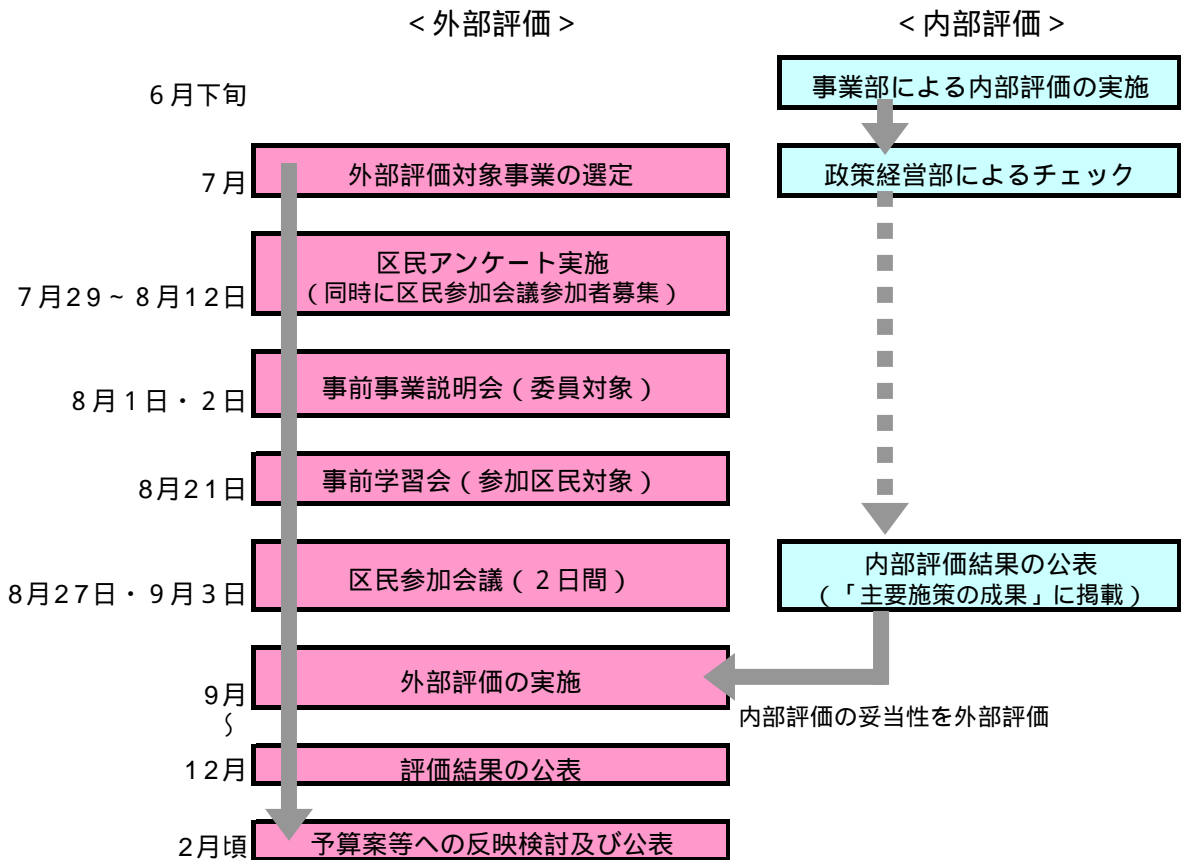 ＜外部評価＞
＜内部評価＞
６月下旬
事業部による内部評価の実施
７月
外部評価対象事業の選定
政策経営部によるチェック
区民アンケート実施
７月29～８月12日
（同時に区民参加会議参加者募集）
８月１日・２日
事前事業説明会（委員対象）
8月21日
事前学習会（参加区民対象）
8月27日・９月３日
区民参加会議（２日間）
内部評価結果の公表
（「主要施策の成果」に掲載）
9月
～
外部評価の実施
内部評価の妥当性を外部評価
12月
評価結果の公表
2月頃
予算案等への反映検討及び公表